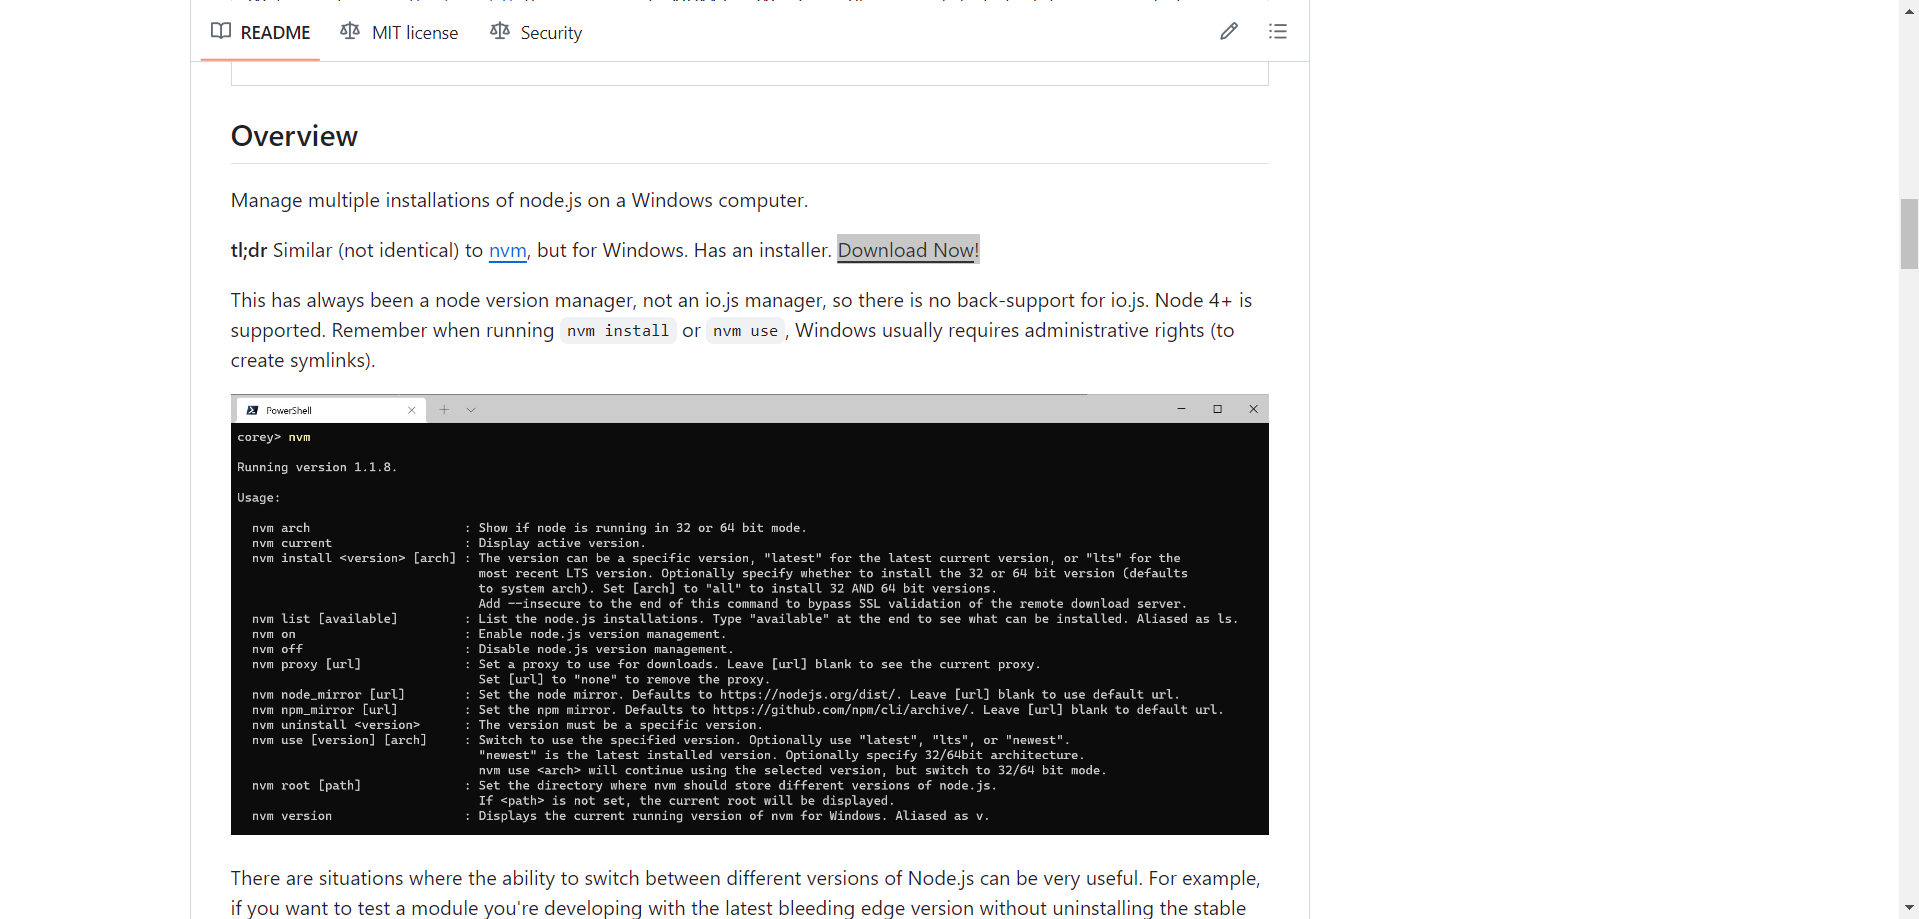 README MIT license Security
Overview
Manage multiple installations of node.js on a Windows computer.
tl;dr Similar (not identical) to nvm, but for Windows. Has an installer. Download Now!
This has always been a node version manager, not an io.js manager, so there is no back-support for io.js. Node 4+ is
supported. Remember when running nvm install or nvm use, Windows usually requires administrative rights (to
create symlinks).
PowerShell
corey> nvm
Running version 1.1.8.
Usage:
nvm arch : Show if node is running in 32 or 64 bit mode.
nvm current : Display active version.
nvm install <version> [arch] : The version can be a specific version, "latest" for the latest current version, or "lts" for the
most recent LTS version. Optionally specify whether to install the 32 or 64 bit version (defaults
to system arch). Set [arch] to "all" to install 32 AND 64 bit versions.
Add --insecure to the end of this command to bypass SSL validation of the remote download server.
nvm list [available] : List the node.js installations. Type "available" at the end to see what can be installed. Aliased as ls.
nvm on : Enable node.js version management.
nvm off : Disable node.js version management.
nvm proxy [url] : Set a proxy to use for downloads. Leave [url] blank to see the current proxy.
Set [url] to "none" to remove the proxy.
nvm node_mirror [url] : Set the node mirror. Defaults to https://nodejs.org/dist/. Leave [url] blank to use default url.
nvm npm_mirror [url] : Set the npm mirror. Defaults to https://github.com/npm/cli/archive/. Leave [url] blank to default url.
nvm uninstall <version> : The version must be a specific version.
nvm use [version] [arch] : Switch to use the specified version. Optionally use "latest", "lts", or "newest".
"newest" is the latest installed version. Optionally specify 32/64bit architecture.
nvm use <arch> will continue using the selected version, but switch to 32/64 bit mode.
nvm root [path] : Set the directory where nvm should store different versions of node.js.
If <path> is not set, the current root will be displayed.
nvm version : Displays the current running version of nvm for Windows. Aliased as v.
There are situations where the ability to switch between different versions of Node.js can be very useful. For example,
if you want to test a module you're developing with the latest bleeding edge version without uninstalling the stable